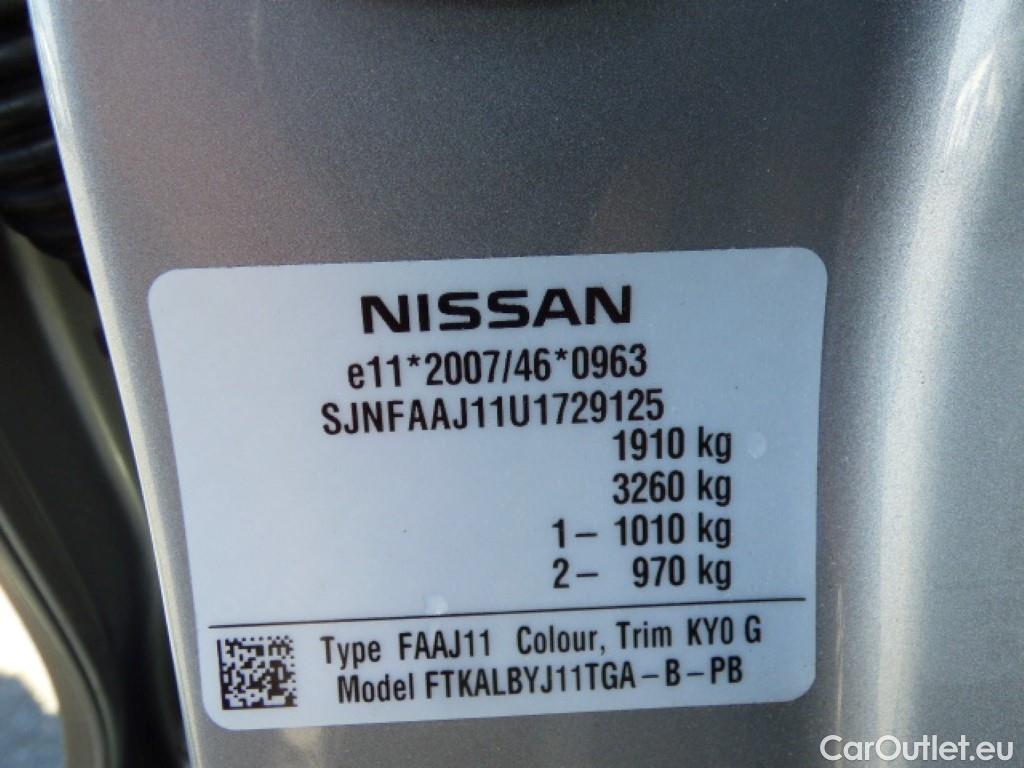 NISSAN
e11*2007/46*0963
SJNFAAJ11U1729125
1910 kg
3260 kg
1– 1010 kg
2– 970 kg
Type FAAJ11 Colour, Trim KY0 G
Model FTKALBYJ11TGA–B–PB
CarOutlet.eu